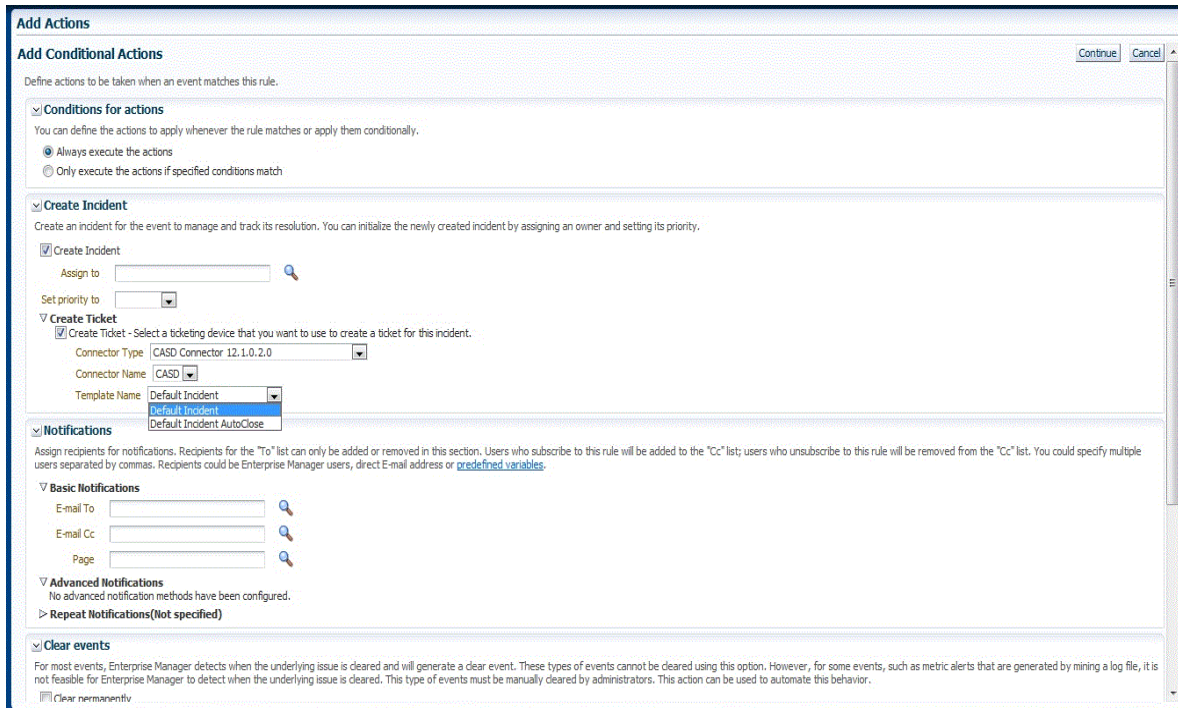 Add Actions
Add Conditional Actions
Continue
Cancel
Define actions to be taken when an event matches this rule.
Conditions for actions
You can define the actions to apply whenever the rule matches or apply them conditionally.
Always execute the actions
Only execute the actions if specified conditions match
Create Incident
Create an incident for the event to manage and track its resolution. You can initialize the newly created incident by assigning an owner and setting its priority.
Create Incident
Assign to
Set priority to
Create Ticket
Create Ticket - Select a ticketing device that you want to use to create a ticket for this incident.
Connector Type CASD Connector 12.1.0.2.0
Connector Name CASD
Template Name Default Incident
Default Incident
Default Incident AutoClose
Notifications
Assign recipients for notifications. Recipients for the "To" list can only be added or removed in this section. Users who subscribe to this rule will be added to the "Cc" list; users who unsubscribe to this rule will be removed from the "Cc" list. You could specify multiple
users separated by commas. Recipients could be Enterprise Manager users, direct E-mail address or predefined variables.
Basic Notifications
E-mail To
E-mail Cc
Page
Advanced Notifications
No advanced notification methods have been configured.
Repeat Notifications(Not specified)
Clear events
For most events, Enterprise Manager detects when the underlying issue is cleared and will generate a clear event. These types of events cannot be cleared using this option. However, for some events, such as metric alerts that are generated by mining a log file, it is
not feasible for Enterprise Manager to detect when the underlying issue is cleared. This type of events must be manually cleared by administrators. This action can be used to automate this behavior.
Clear permanently